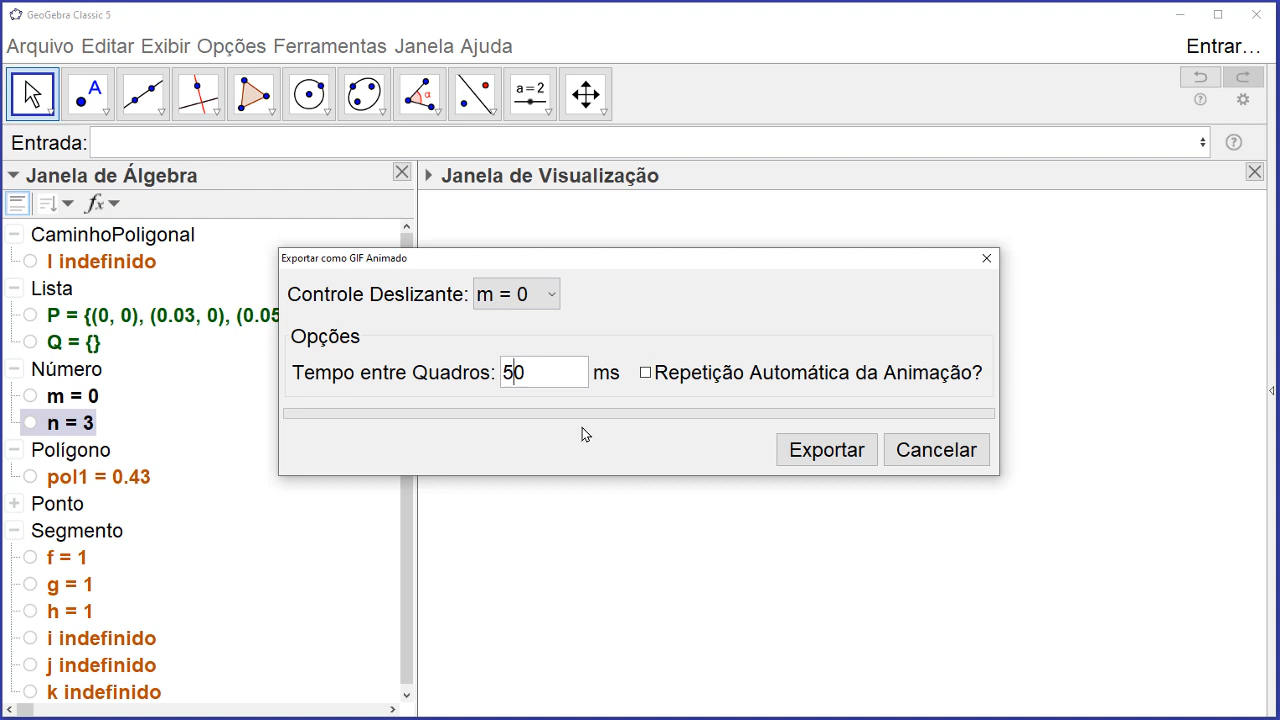 GeoGebra Classic 5
Arquivo Editar Exibir Opções Ferramentas Janela Ajuda
Entrar…
A
α
a=2
Entrada:
Janela de Álgebra
Janela de Visualização
fx
CaminhoPoligonal
l indefinido
Lista
P = {(0, 0), (0.03, 0), (0.05
Q = {}
Número
m = 0
n = 3
Polígono
pol1 = 0.43
Ponto
Segmento
f = 1
g = 1
h = 1
i indefinido
j indefinido
k indefinido
Exportar como GIF Animado
Controle Deslizante: m = 0
Opções
Tempo entre Quadros: 50 ms Repetição Automática da Animação?
Exportar Cancelar